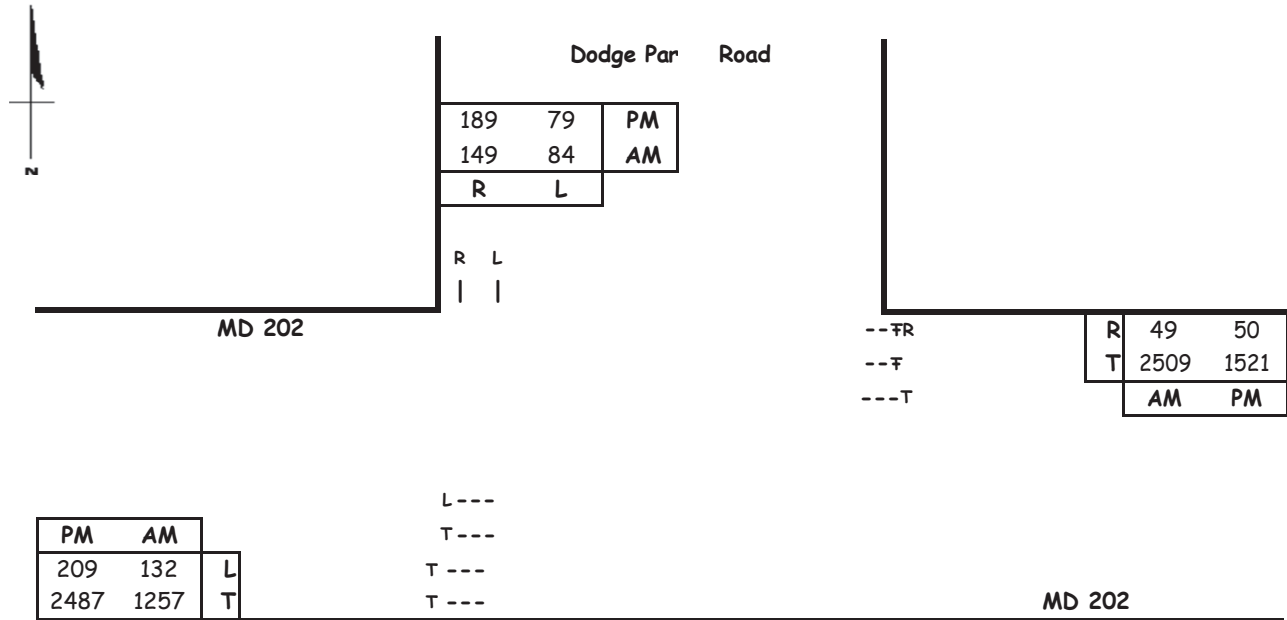 Dodge Par Road
189 79 PM
149 84 AM
R L
R L
| |
MD 202
--TR
--T
---T
R 49 50
T 2509 1521
AM PM
L---
T---
T ---
T ---
PM AM
209 132 L
2487 1257 T
MD 202
N